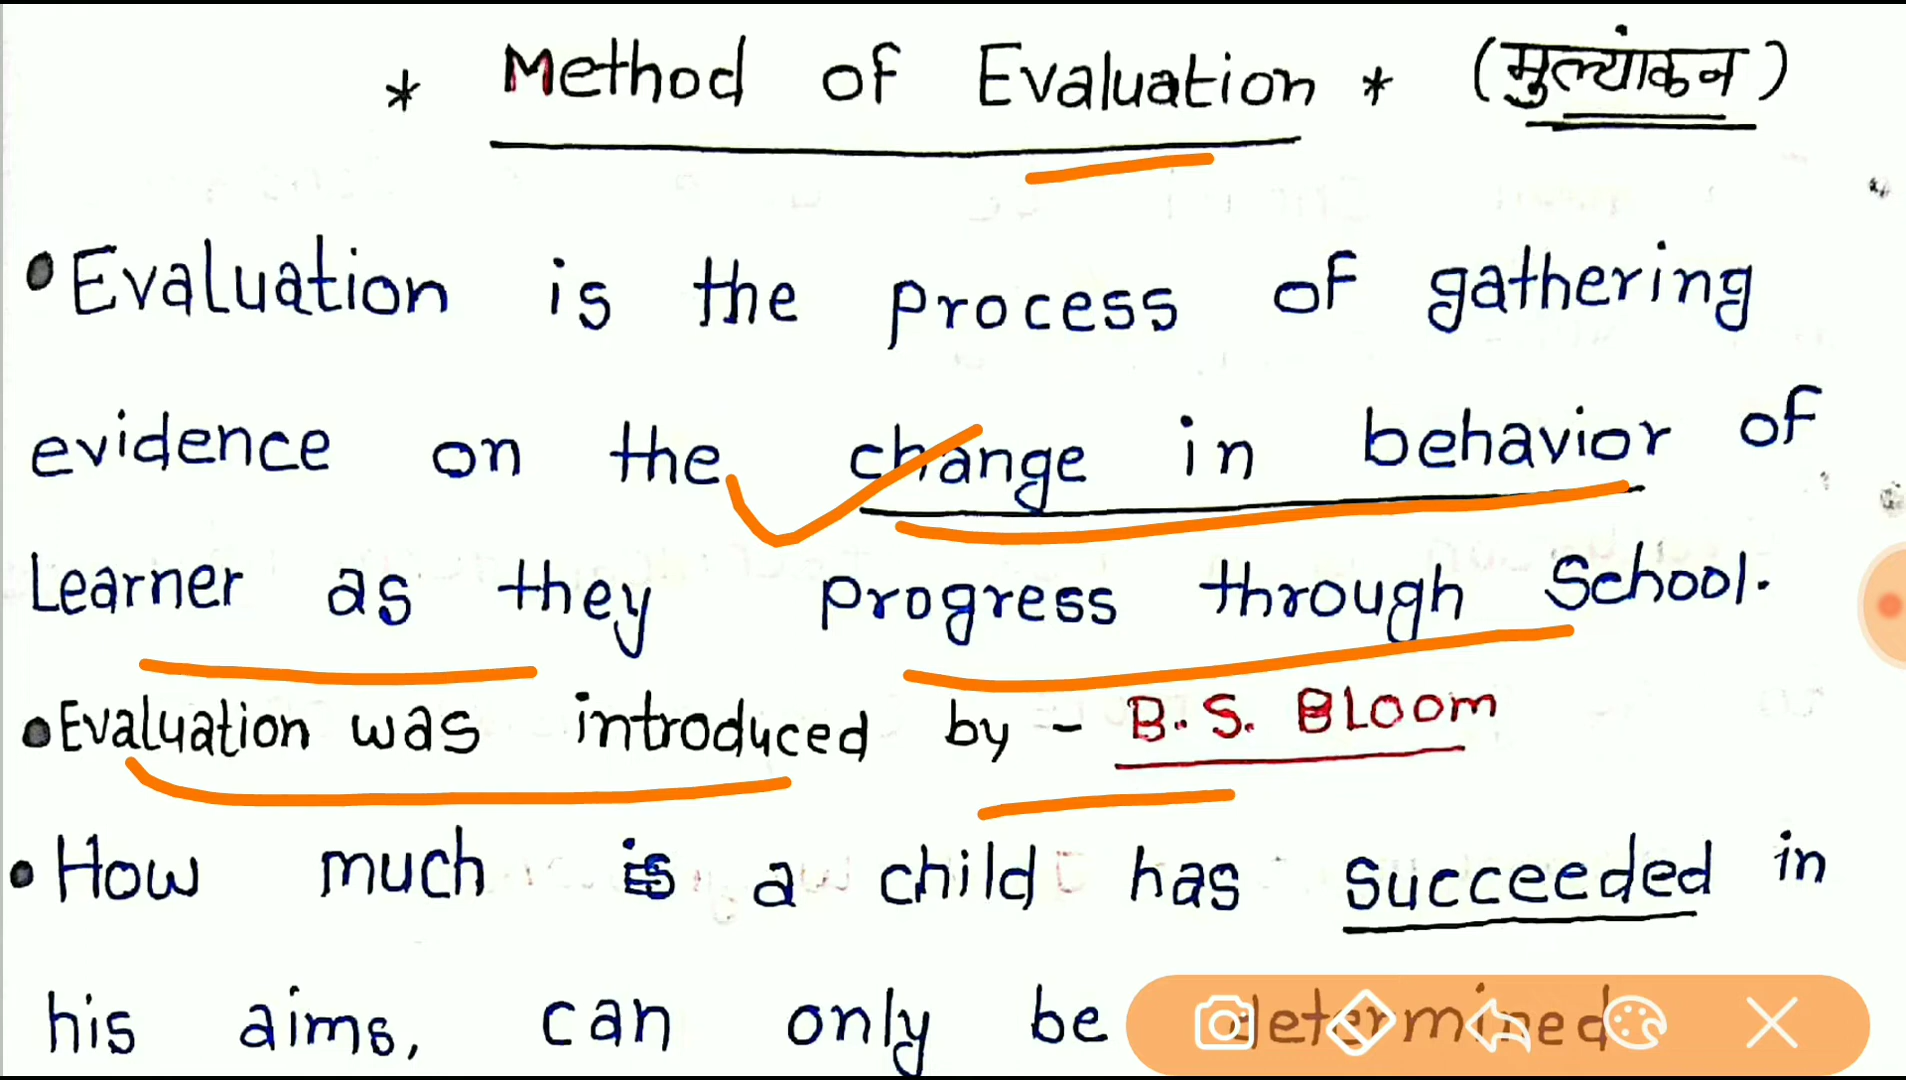 * Method of Evaluation * (मुल्यांकन)
• Evaluation is the process of gathering
evidence on the change in behavior of
Learner as they progress through School.
• Evaluation was introduced by - B.S. BLOOM
• How much is a child has succeeded in
his aims, can only be determined